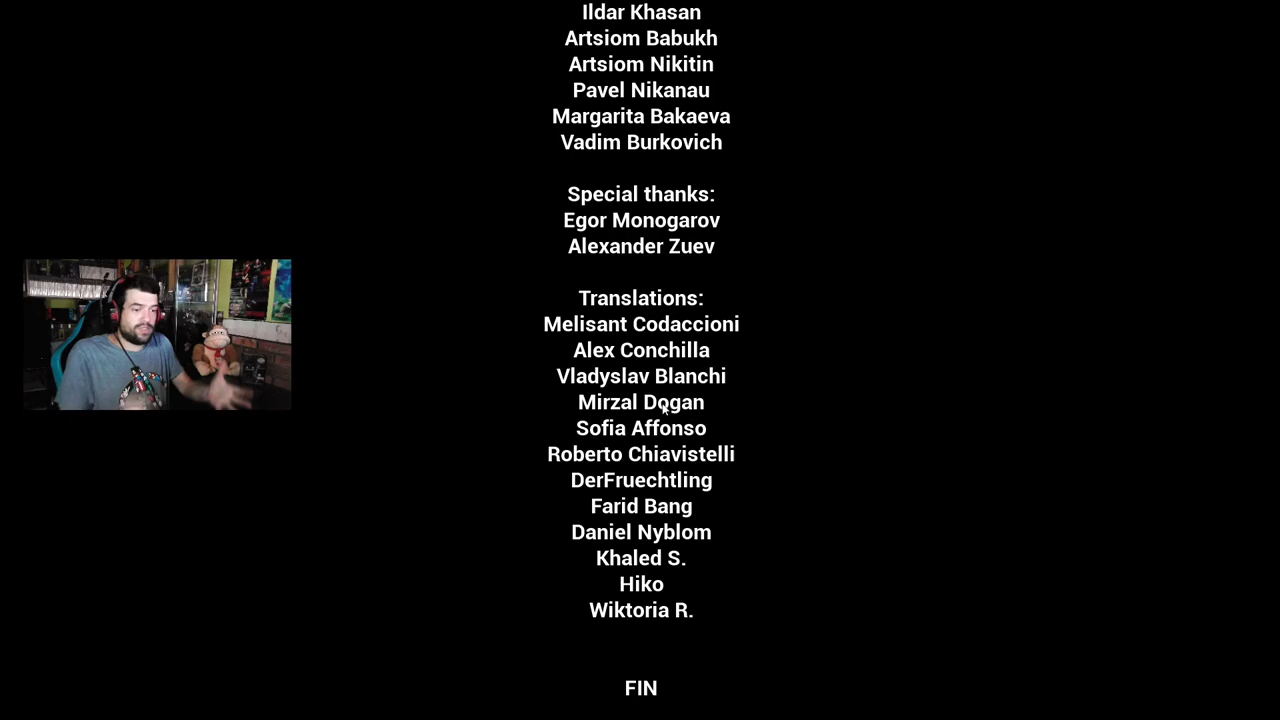 Ildar Khasan
Artsiom Babukh
Artsiom Nikitin
Pavel Nikanau
Margarita Bakaeva
Vadim Burkovich
Special thanks:
Egor Monogarov
Alexander Zuev
Translations:
Melisant Codaccioni
Alex Conchilla
Vladyslav Blanchi
Mirzal Dogan
Sofia Affonso
Roberto Chiavistelli
DerFruechtling
Farid Bang
Daniel Nyblom
Khaled S.
Hiko
Wiktoria R.
FIN